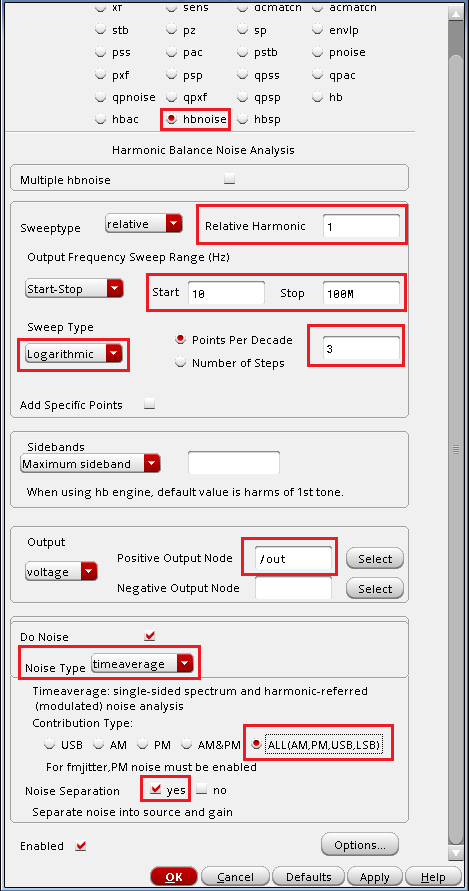 xf sens dcmatch acmatch
stb pz sp envlp
pss pac pstb pnoise
pxf psp qpss qpac
qpnoise qpxf qpsp hb
hbac hbnoise hbsp
Harmonic Balance Noise Analysis
Multiple hbnoise
Sweeptype relative Relative Harmonic 1
Output Frequency Sweep Range (Hz)
Start-Stop Start 10 Stop 100M
Sweep Type
Logarithmic
Points Per Decade 3
Number of Steps
Add Specific Points
Sidebands
Maximum sideband
When using hb engine, default value is harms of 1st tone.
Output
voltage
Positive Output Node /out Select
Negative Output Node Select
Do Noise
Noise Type timeaverage
Timeaverage: single-sided spectrum and harmonic-referred
(modulated) noise analysis
Contribution Type:
USB AM PM AM&PM ALL(AM,PM,USB,LSB)
For fmjitter,PM noise must be enabled
Noise Separation yes no
Separate noise into source and gain
Enabled Options...
OK Cancel Defaults Apply Help